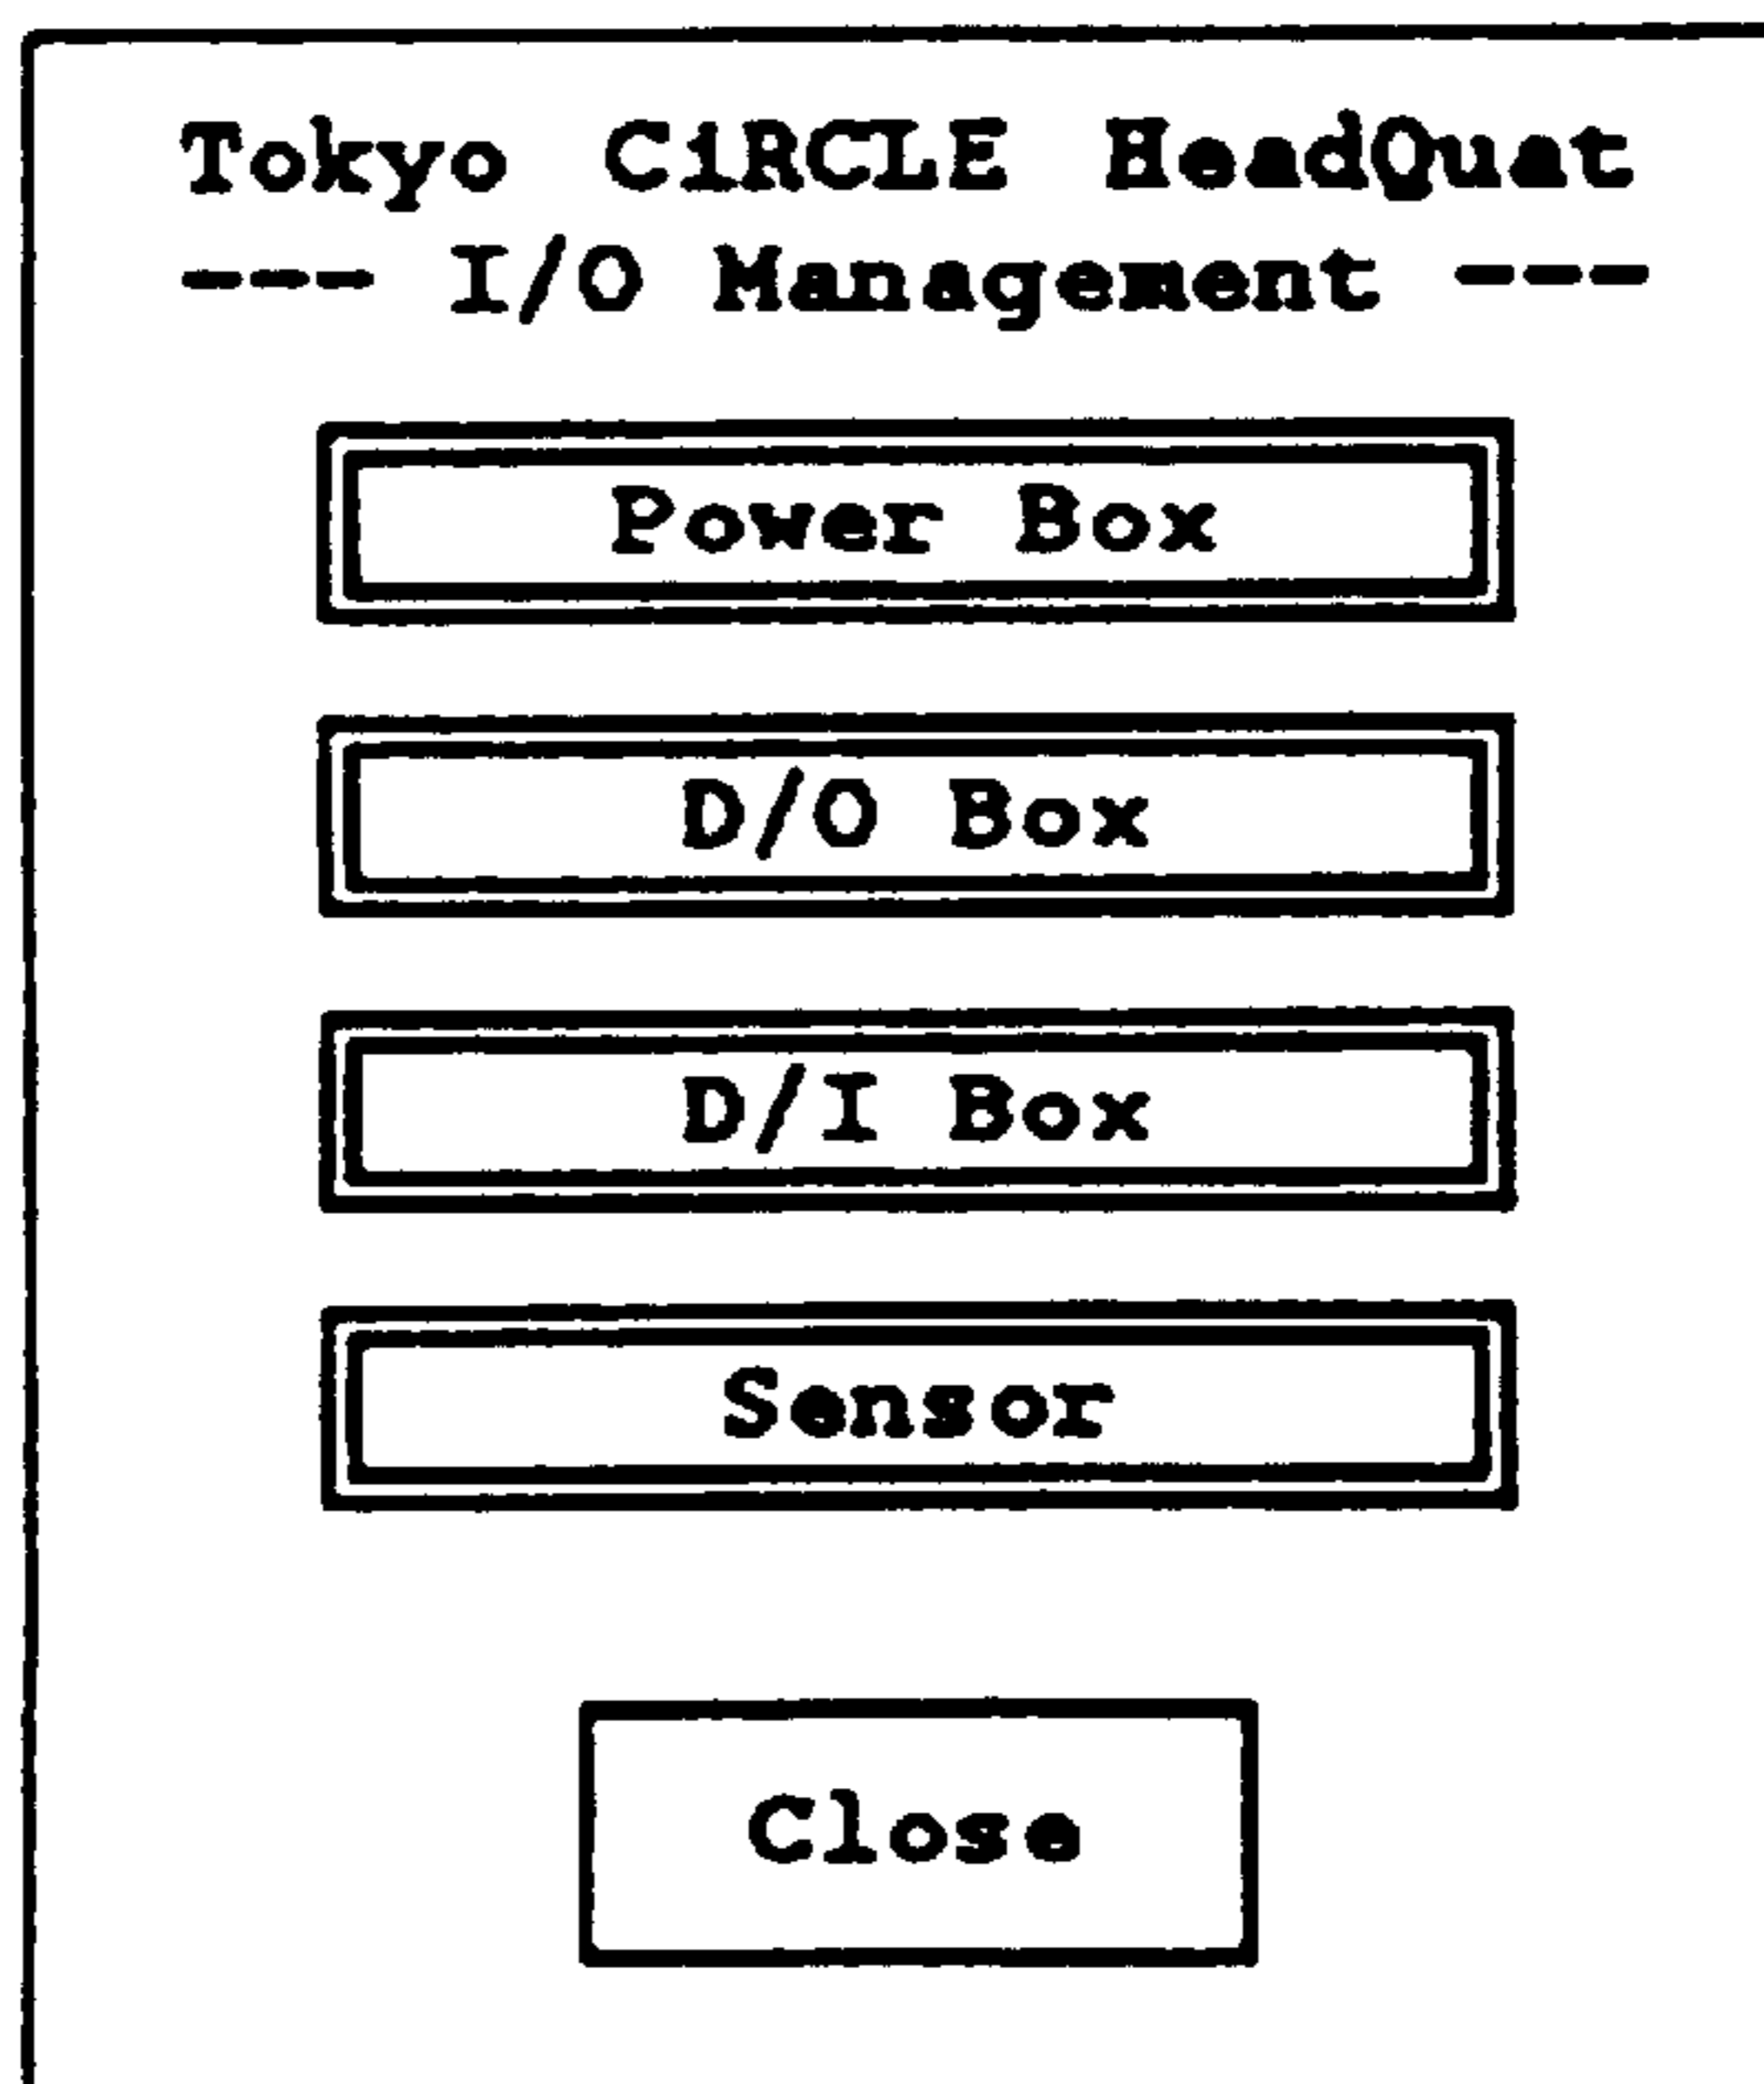 Tokyo CiRCLE HeadQuat
--- I/O Management ---
Power Box
D/O Box
D/I Box
Sensor
Close